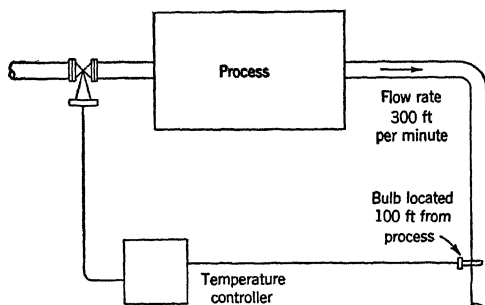 Process
Flow rate
300 ft
per minute
Bulb located
100 ft from
process
Temperature
controller